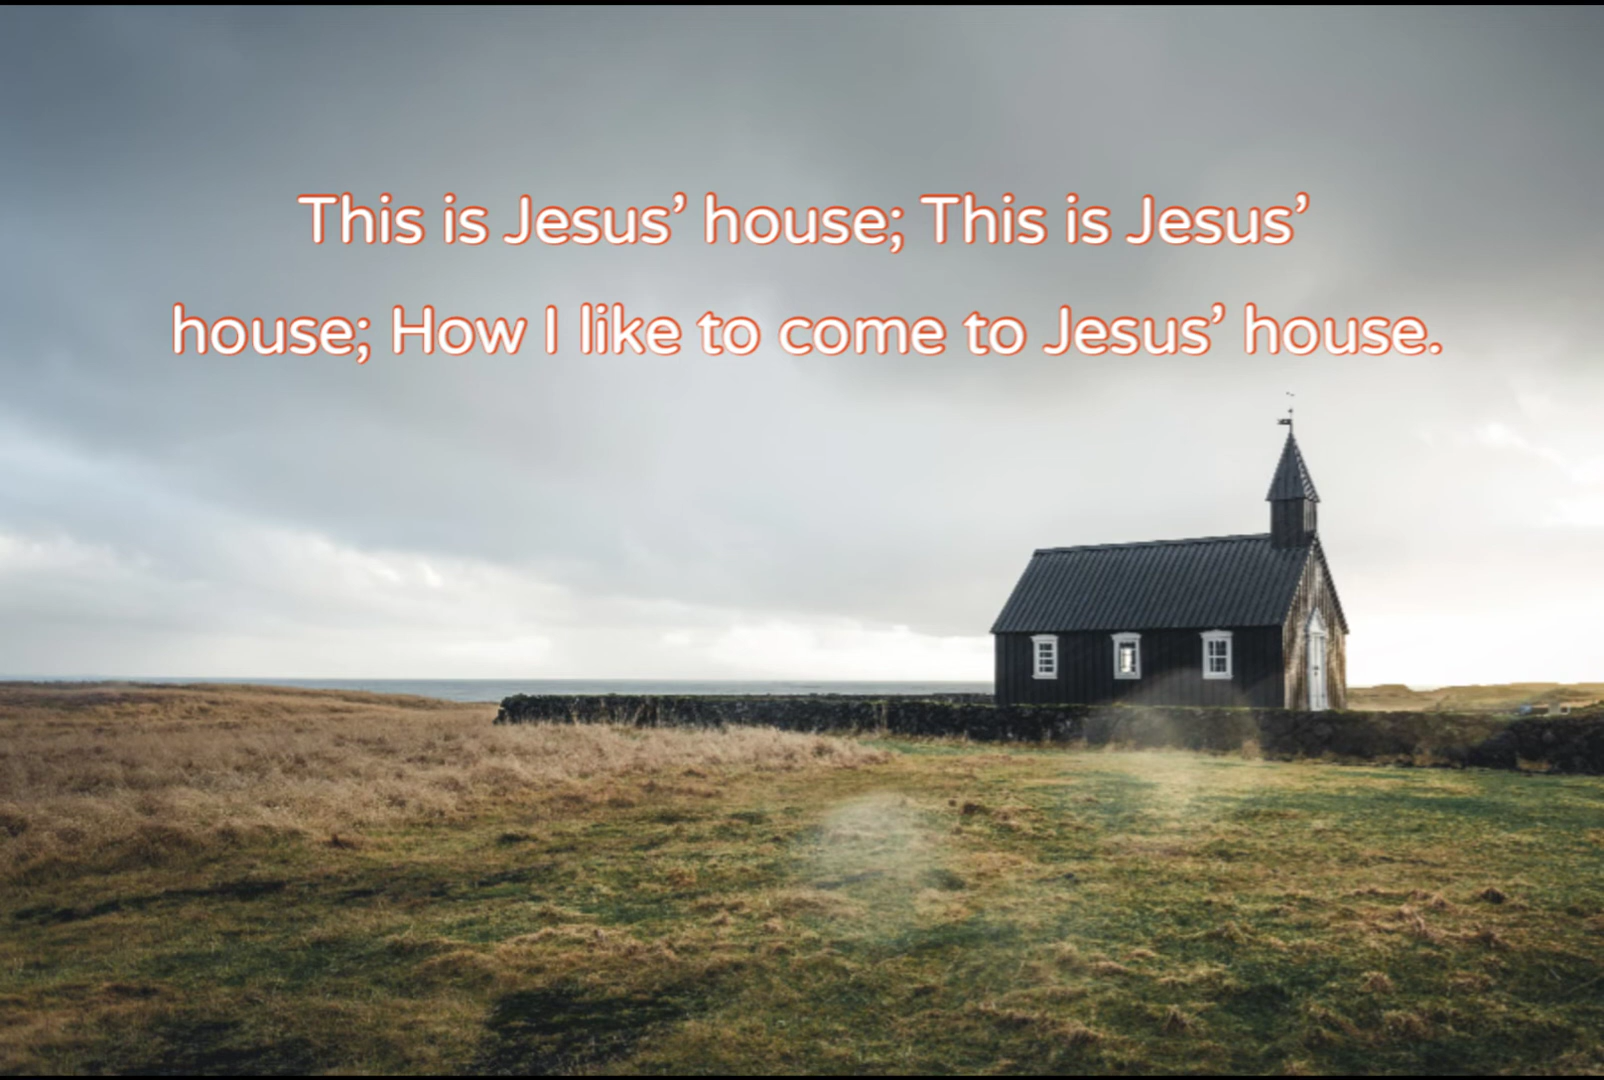 This is Jesus’ house; This is Jesus’
house; How I like to come to Jesus’ house.